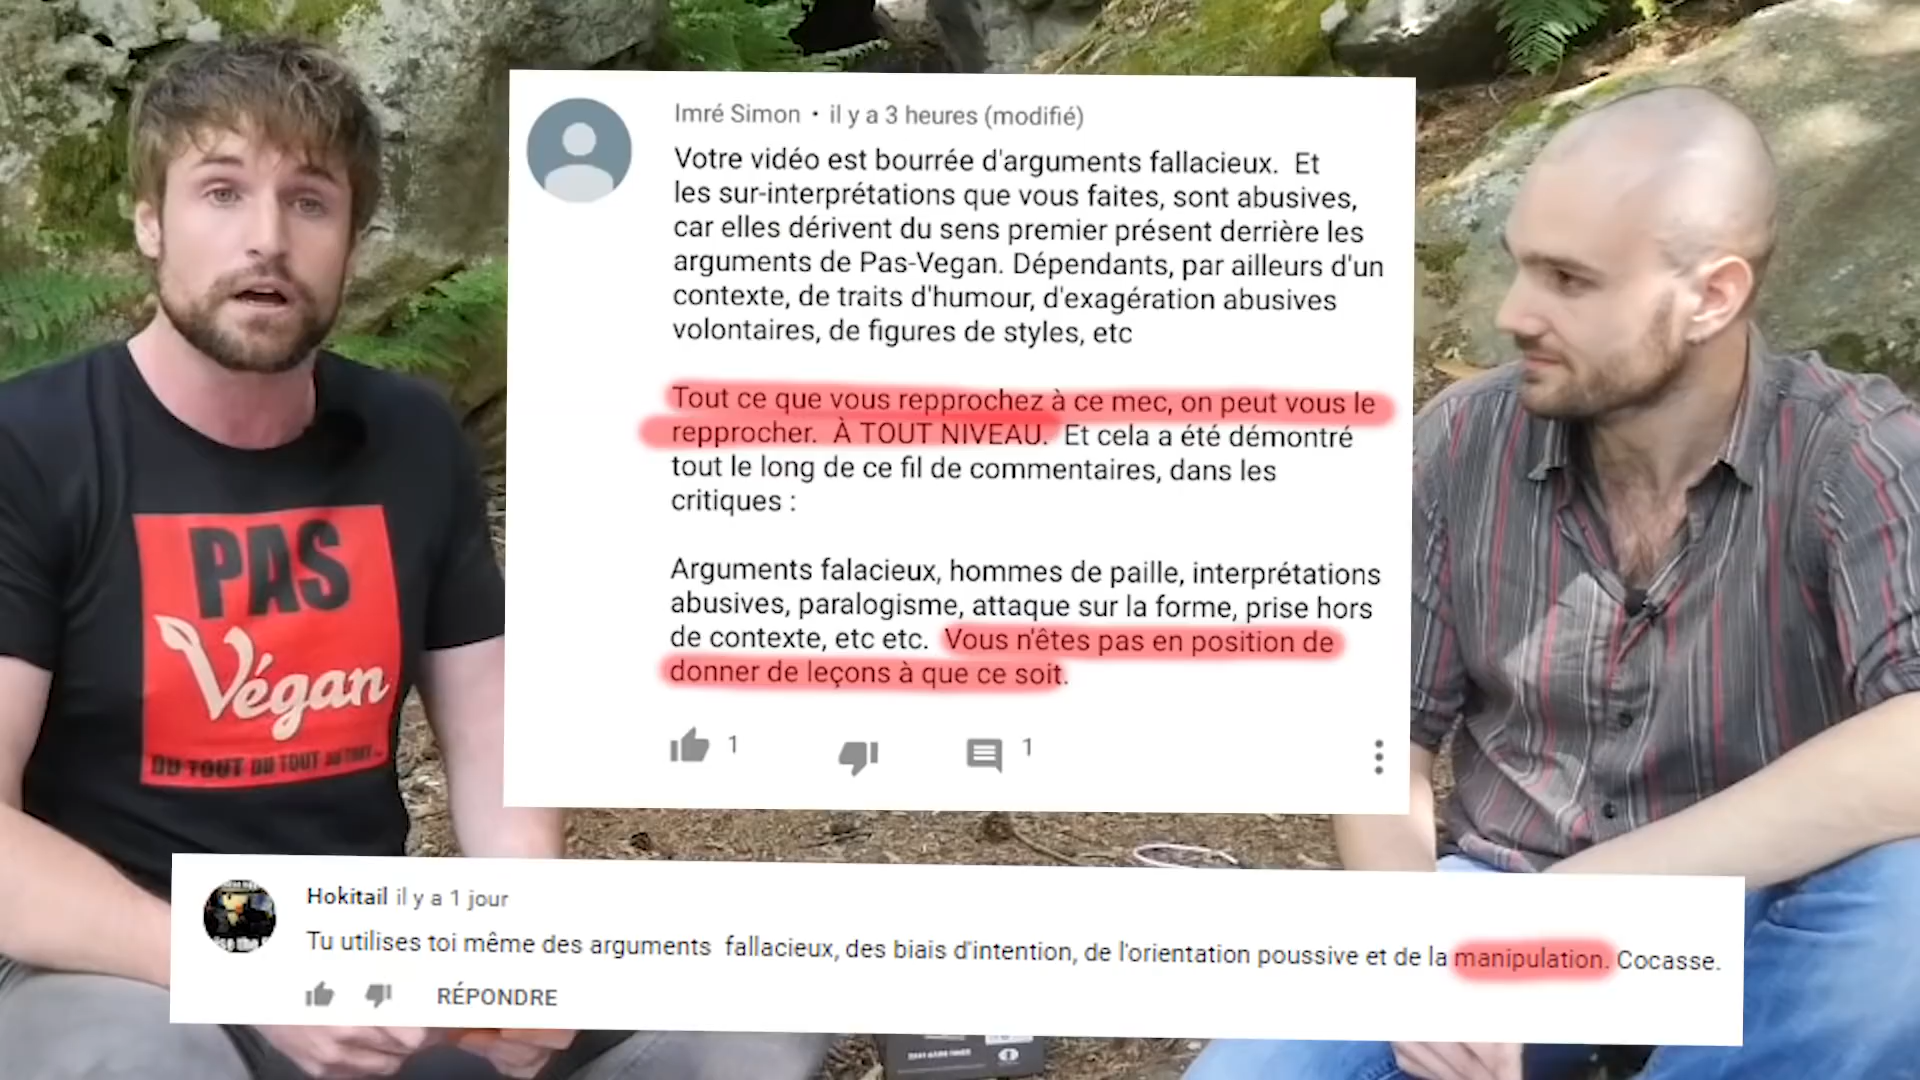 Imré Simon • il y a 3 heures (modifié)
Votre vidéo est bourrée d'arguments fallacieux. Et
les sur-interprétations que vous faites, sont abusives,
car elles dérivent du sens premier présent derrière les
arguments de Pas-Vegan. Dépendants, par ailleurs d'un
contexte, de traits d'humour, d'exagération abusives
volontaires, de figures de styles, etc
Tout ce que vous repprochez à ce mec, on peut vous le
repprocher. À TOUT NIVEAU. Et cela a été démontré
tout le long de ce fil de commentaires, dans les
critiques :
Arguments falacieux, hommes de paille, interprétations
abusives, paralogisme, attaque sur la forme, prise hors
de contexte, etc etc. Vous n'êtes pas en position de
donner de leçons à que ce soit.
1
1
PAS
Végan
DU TOUT DU TOUT DU TOUT...
Hokitail il y a 1 jour
Tu utilises toi même des arguments fallacieux, des biais d'intention, de l'orientation poussive et de la manipulation. Cocasse.
RÉPONDRE